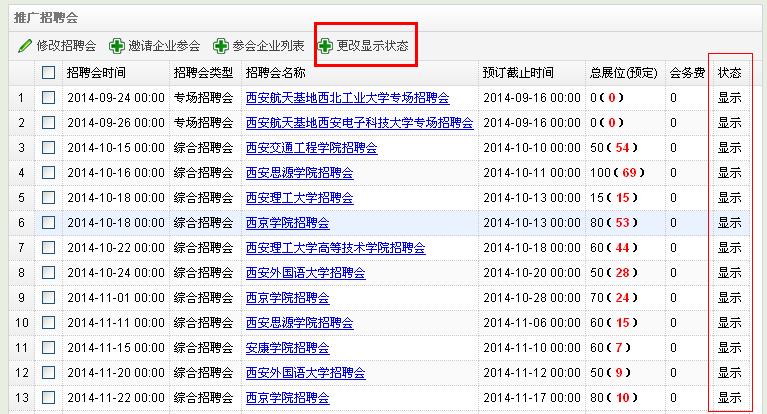 推广招聘会
修改招聘会 邀请企业参会 参会企业列表 更改显示状态
招聘会时间 招聘会类型 招聘会名称 预订截止时间 总展位(预定) 会务费 状态
1 2014-09-24 00:00 专场招聘会 西安航天基地西北工业大学专场招聘会 2014-09-16 00:00 0( 0 ) 0 显示
2 2014-09-26 00:00 专场招聘会 西安航天基地西安电子科技大学专场招聘会 2014-09-16 00:00 0( 0 ) 0 显示
3 2014-10-15 00:00 综合招聘会 西安交通工程学院招聘会 2014-10-10 00:00 50( 54 ) 0 显示
4 2014-10-16 00:00 综合招聘会 西安思源学院招聘会 2014-10-11 00:00 100( 69 ) 0 显示
5 2014-10-18 00:00 综合招聘会 西安理工大学招聘会 2014-10-13 00:00 15( 15 ) 0 显示
6 2014-10-18 00:00 综合招聘会 西京学院招聘会 2014-10-13 00:00 80( 53 ) 0 显示
7 2014-10-22 00:00 综合招聘会 西安理工大学高等技术学院招聘会 2014-10-18 00:00 60( 44 ) 0 显示
8 2014-10-24 00:00 综合招聘会 西安外国语大学招聘会 2014-10-20 00:00 50( 28 ) 0 显示
9 2014-11-01 00:00 综合招聘会 西京学院招聘会 2014-10-28 00:00 70( 24 ) 0 显示
10 2014-11-11 00:00 综合招聘会 西安思源学院招聘会 2014-11-06 00:00 60( 15 ) 0 显示
11 2014-11-15 00:00 综合招聘会 安康学院招聘会 2014-11-10 00:00 60( 7 ) 0 显示
12 2014-11-20 00:00 综合招聘会 西安外国语大学招聘会 2014-11-12 00:00 50( 9 ) 0 显示
13 2014-11-22 00:00 综合招聘会 西京学院招聘会 2014-11-17 00:00 80( 10 ) 0 显示